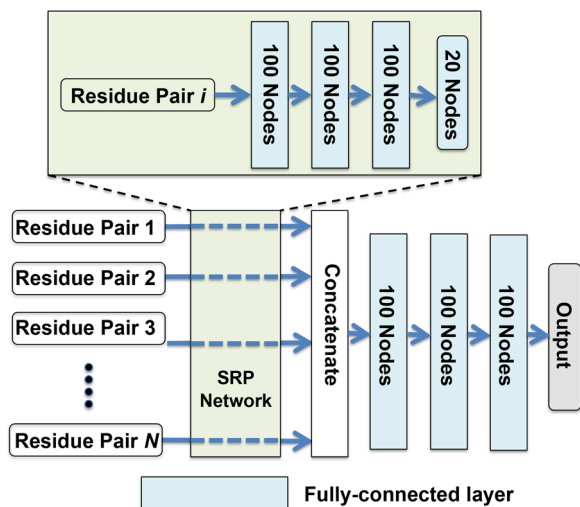 Residue Pair i
100 Nodes
100 Nodes
100 Nodes
20 Nodes
Residue Pair 1
Residue Pair 2
Residue Pair 3
Residue Pair N
SRP
Network
Concatenate
100 Nodes
100 Nodes
100 Nodes
Output
Fully-connected layer